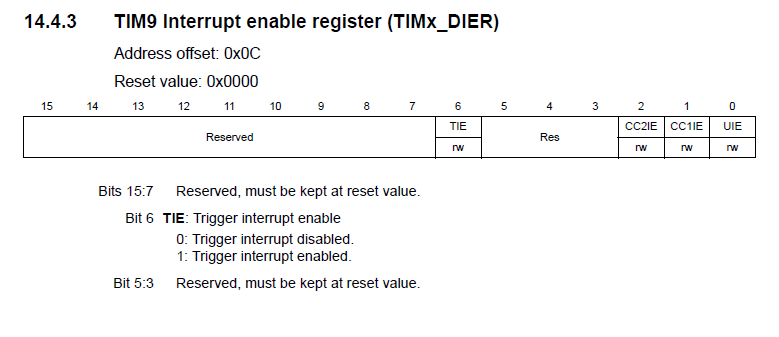 14.4.3 TIM9 Interrupt enable register (TIMx_DIER)
Address offset: 0x0C
Reset value: 0x0000
15 14 13 12 11 10 9 8 7 6 5 4 3 2 1 0
Reserved TIE Res CC2IE CC1IE UIE
rw rw rw rw
Bits 15:7 Reserved, must be kept at reset value.
Bit 6 TIE: Trigger interrupt enable
0: Trigger interrupt disabled.
1: Trigger interrupt enabled.
Bit 5:3 Reserved, must be kept at reset value.